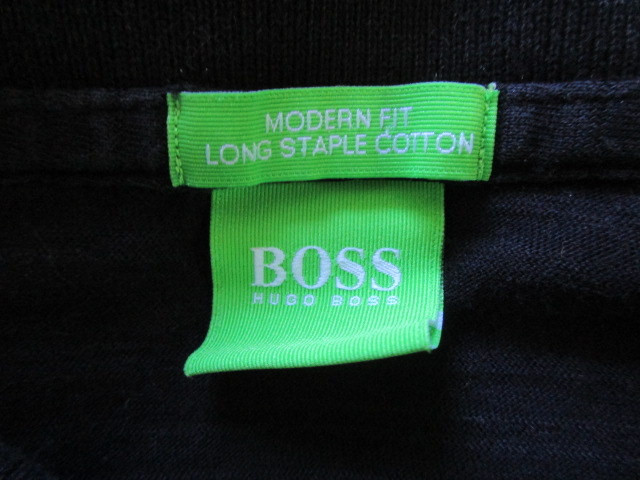 MODERN FIT
LONG STAPLE COTTON
BOSS
HUGO BOSS